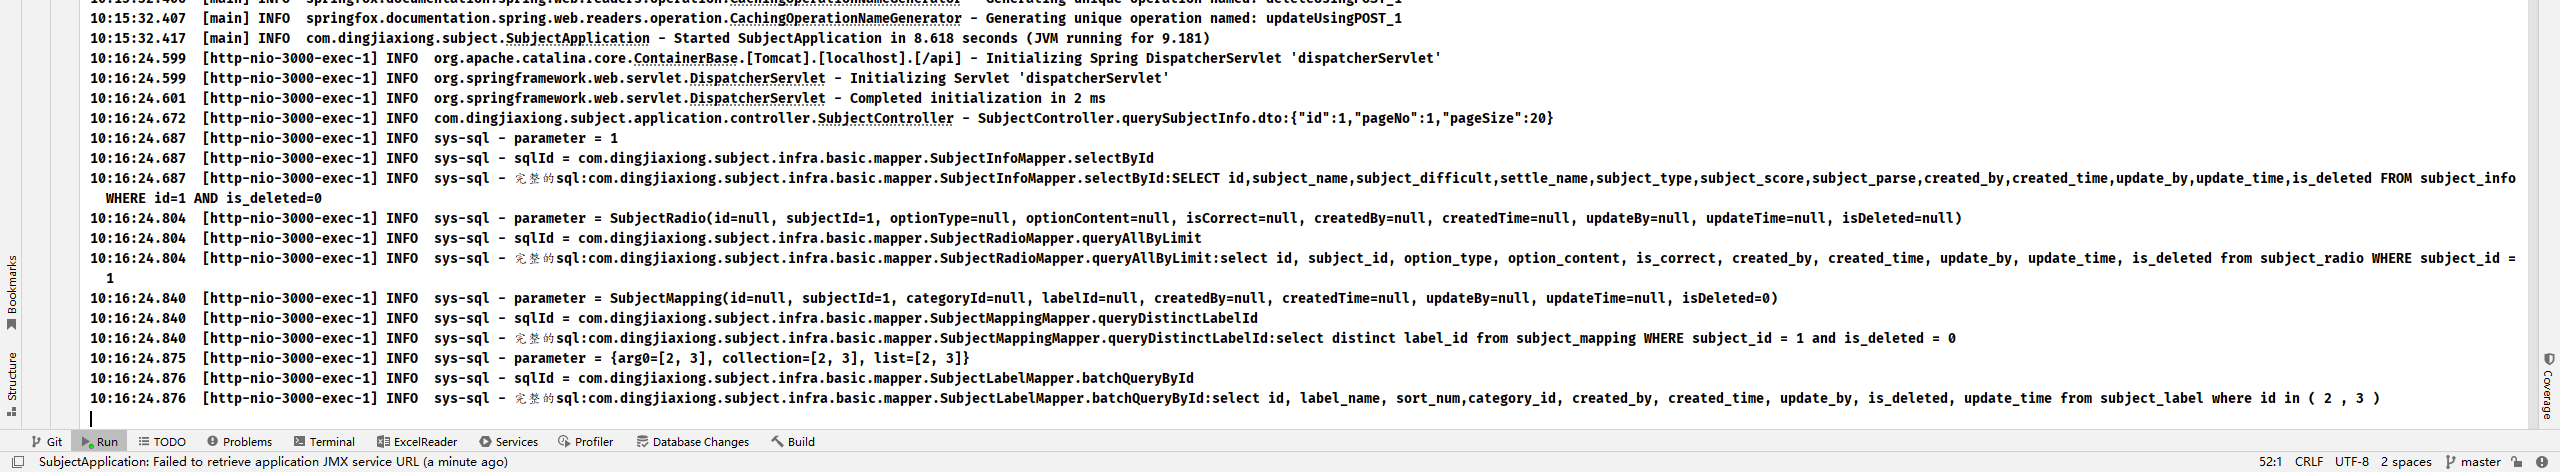 10:15:32.406 [main] INFO springfox.documentation.spring.web.readers.operation.CachingOperationNameGenerator - Generating unique operation named: deleteUsingPOST_1
10:15:32.407 [main] INFO springfox.documentation.spring.web.readers.operation.CachingOperationNameGenerator - Generating unique operation named: updateUsingPOST_1
10:15:32.417 [main] INFO com.dingjiaxiong.subject.SubjectApplication - Started SubjectApplication in 8.618 seconds (JVM running for 9.181)
10:16:24.599 [http-nio-3000-exec-1] INFO org.apache.catalina.core.ContainerBase.[Tomcat].[localhost].[/api] - Initializing Spring DispatcherServlet 'dispatcherServlet'
10:16:24.599 [http-nio-3000-exec-1] INFO org.springframework.web.servlet.DispatcherServlet - Initializing Servlet 'dispatcherServlet'
10:16:24.601 [http-nio-3000-exec-1] INFO org.springframework.web.servlet.DispatcherServlet - Completed initialization in 2 ms
10:16:24.672 [http-nio-3000-exec-1] INFO com.dingjiaxiong.subject.application.controller.SubjectController - SubjectController.querySubjectInfo.dto:{"id":1,"pageNo":1,"pageSize":20}
10:16:24.687 [http-nio-3000-exec-1] INFO sys-sql - parameter = 1
10:16:24.687 [http-nio-3000-exec-1] INFO sys-sql - sqlId = com.dingjiaxiong.subject.infra.basic.mapper.SubjectInfoMapper.selectById
10:16:24.687 [http-nio-3000-exec-1] INFO sys-sql - 完整的sql:com.dingjiaxiong.subject.infra.basic.mapper.SubjectInfoMapper.selectById:SELECT id,subject_name,subject_difficult,settle_name,subject_type,subject_score,subject_parse,created_by,created_time,update_by,update_time,is_deleted FROM subject_info
WHERE id=1 AND is_deleted=0
10:16:24.804 [http-nio-3000-exec-1] INFO sys-sql - parameter = SubjectRadio(id=null, subjectId=1, optionType=null, optionContent=null, isCorrect=null, createdBy=null, createdTime=null, updateBy=null, updateTime=null, isDeleted=null)
10:16:24.804 [http-nio-3000-exec-1] INFO sys-sql - sqlId = com.dingjiaxiong.subject.infra.basic.mapper.SubjectRadioMapper.queryAllByLimit
10:16:24.804 [http-nio-3000-exec-1] INFO sys-sql - 完整的sql:com.dingjiaxiong.subject.infra.basic.mapper.SubjectRadioMapper.queryAllByLimit:select id, subject_id, option_type, option_content, is_correct, created_by, created_time, update_by, update_time, is_deleted from subject_radio WHERE subject_id =
1
10:16:24.840 [http-nio-3000-exec-1] INFO sys-sql - parameter = SubjectMapping(id=null, subjectId=1, categoryId=null, labelId=null, createdBy=null, createdTime=null, updateBy=null, updateTime=null, isDeleted=0)
10:16:24.840 [http-nio-3000-exec-1] INFO sys-sql - sqlId = com.dingjiaxiong.subject.infra.basic.mapper.SubjectMappingMapper.queryDistinctLabelId
10:16:24.840 [http-nio-3000-exec-1] INFO sys-sql - 完整的sql:com.dingjiaxiong.subject.infra.basic.mapper.SubjectMappingMapper.queryDistinctLabelId:select distinct label_id from subject_mapping WHERE subject_id = 1 and is_deleted = 0
10:16:24.875 [http-nio-3000-exec-1] INFO sys-sql - parameter = {arg0=[2, 3], collection=[2, 3], list=[2, 3]}
10:16:24.876 [http-nio-3000-exec-1] INFO sys-sql - sqlId = com.dingjiaxiong.subject.infra.basic.mapper.SubjectLabelMapper.batchQueryById
10:16:24.876 [http-nio-3000-exec-1] INFO sys-sql - 完整的sql:com.dingjiaxiong.subject.infra.basic.mapper.SubjectLabelMapper.batchQueryById:select id, label_name, sort_num,category_id, created_by, created_time, update_by, is_deleted, update_time from subject_label where id in ( 2 , 3 )
Bookmarks
Structure
Coverage
Git Run TODO Problems Terminal ExcelReader Services Profiler Database Changes Build
SubjectApplication: Failed to retrieve application JMX service URL (a minute ago) 52:1 CRLF UTF-8 2 spaces master